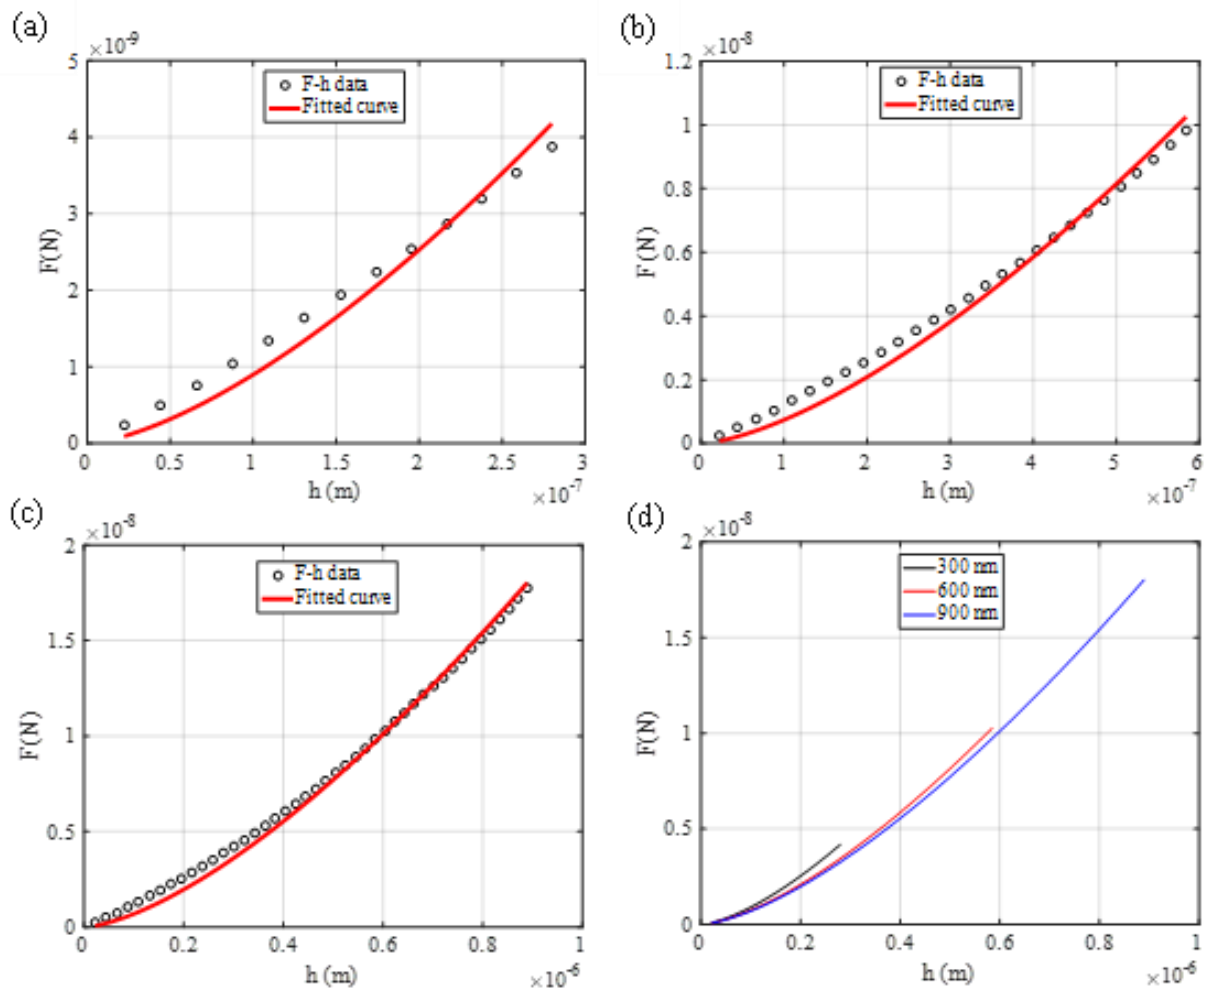 (a)
×10⁻⁹
5
4
3
2
1
0
F(N)
F-h data
Fitted curve
0 0.5 1 1.5 2 2.5 3
h (m)
×10⁻⁷
(b)
×10⁻⁸
1.2
1
0.8
0.6
0.4
0.2
0
F (N)
F-h data
Fitted curve
0 1 2 3 4 5 6
h (m)
×10⁻⁷
(c)
×10⁻⁸
2
1.5
1
0.5
0
F(N)
F-h data
Fitted curve
0 0.2 0.4 0.6 0.8 1
h (m)
×10⁻⁶
(d)
×10⁻⁸
2
1.5
1
0.5
0
F(N)
300 nm
600 nm
900 nm
0 0.2 0.4 0.6 0.8 1
h (m)
×10⁻⁶